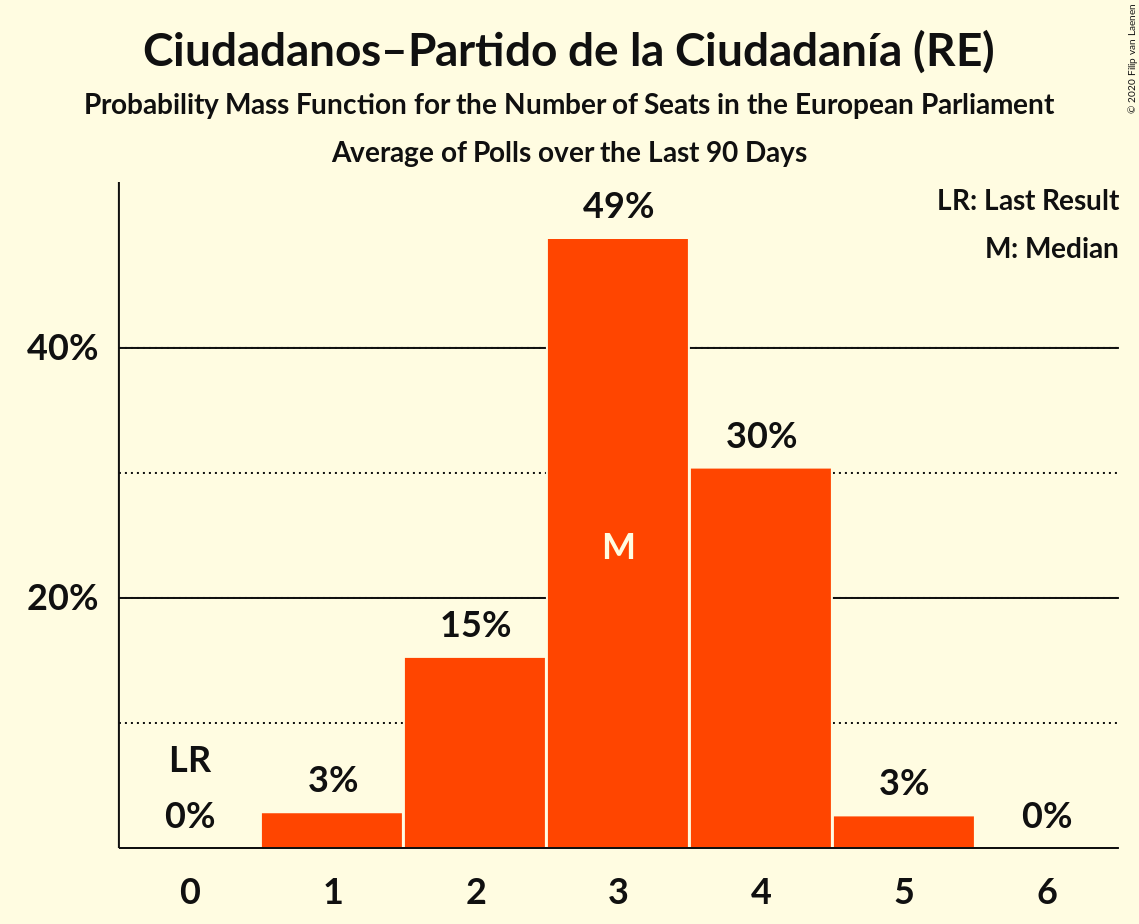 Ciudadanos–Partido de la Ciudadanía (RE)
Probability Mass Function for the Number of Seats in the European Parliament
Average of Polls over the Last 90 Days
© 2020 Filip van Laenen
LR: Last Result
M: Median
49%
40%
30%
M
20%
15%
LR
0%
3%
3%
0%
0 1 2 3 4 5 6